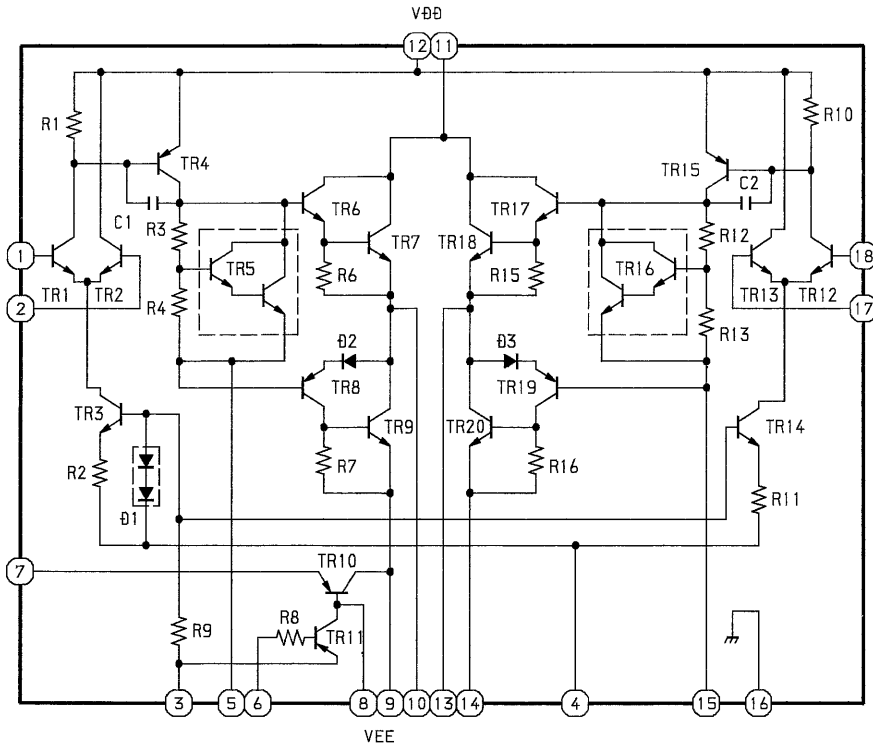 VDD
12 11
R1
R10
TR4
TR15
C1
C2
R3
TR6
TR17
R12
1
TR1
TR2
TR5
TR7
TR18
TR16
TR13
TR12
18
2
R4
R6
R15
R13
17
D2
D3
TR8
TR19
TR3
TR9
TR20
TR14
R2
R7
R16
R11
D1
7
TR10
R9
R8
TR11
3 5 6 8 9 10 13 14 4 15 16
VEE